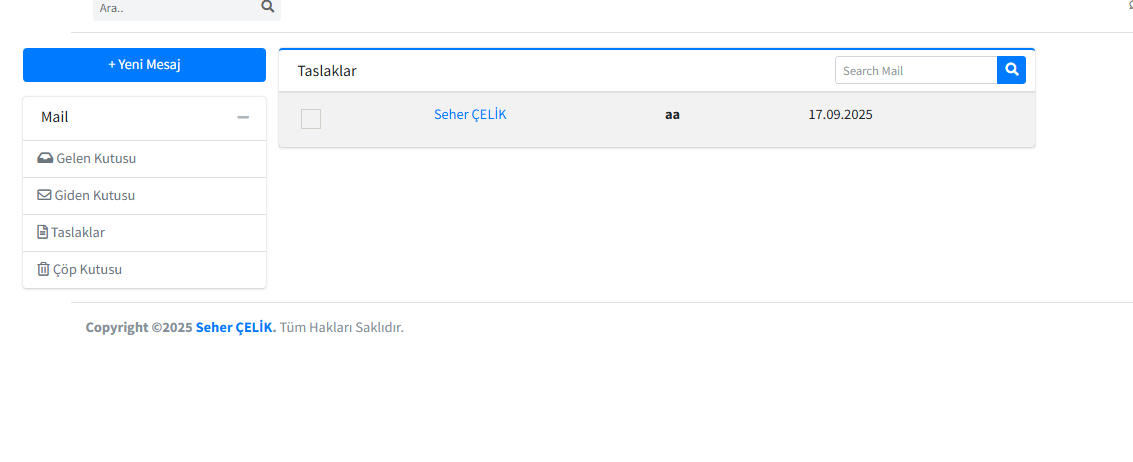 Ara..
+ Yeni Mesaj
Mail
Gelen Kutusu
Giden Kutusu
Taslaklar
Çöp Kutusu
Taslaklar
Search Mail
Seher ÇELİK aa 17.09.2025
Copyright ©2025 Seher ÇELİK. Tüm Hakları Saklıdır.